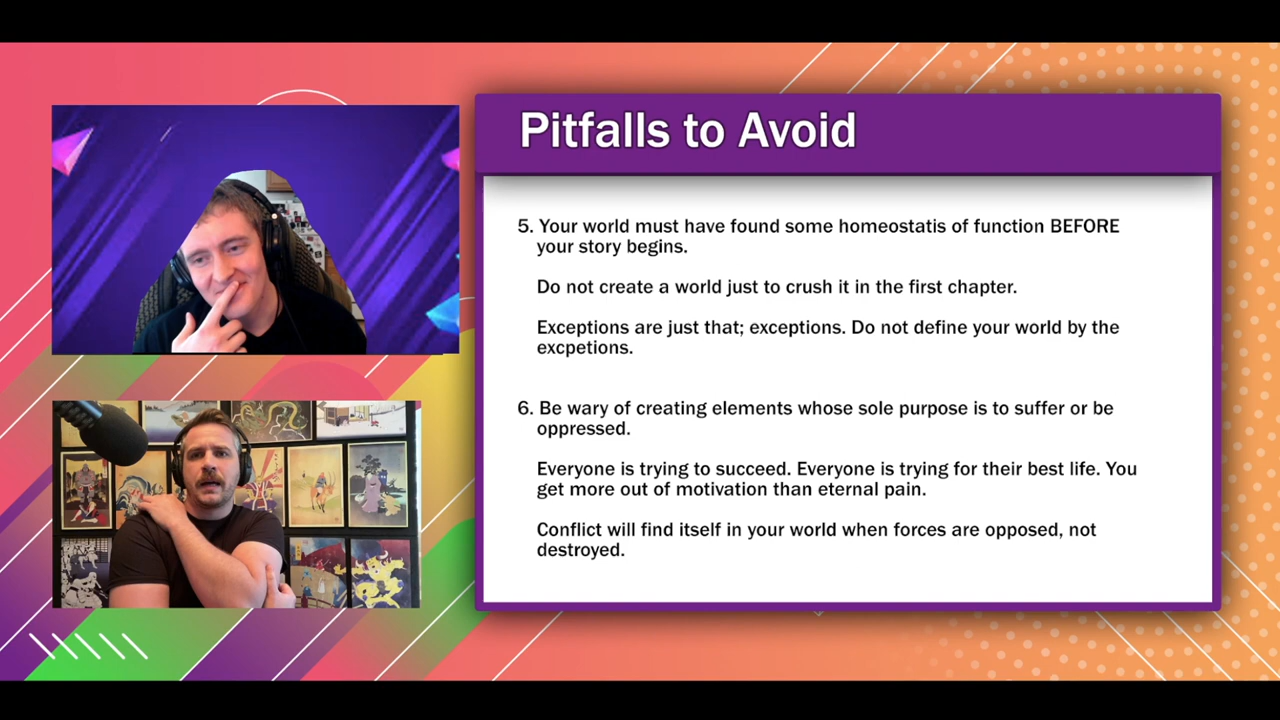 Pitfalls to Avoid
5. Your world must have found some homeostatis of function BEFORE
your story begins.
Do not create a world just to crush it in the first chapter.
Exceptions are just that; exceptions. Do not define your world by the
excpetions.
6. Be wary of creating elements whose sole purpose is to suffer or be
oppressed.
Everyone is trying to succeed. Everyone is trying for their best life. You
get more out of motivation than eternal pain.
Conflict will find itself in your world when forces are opposed, not
destroyed.